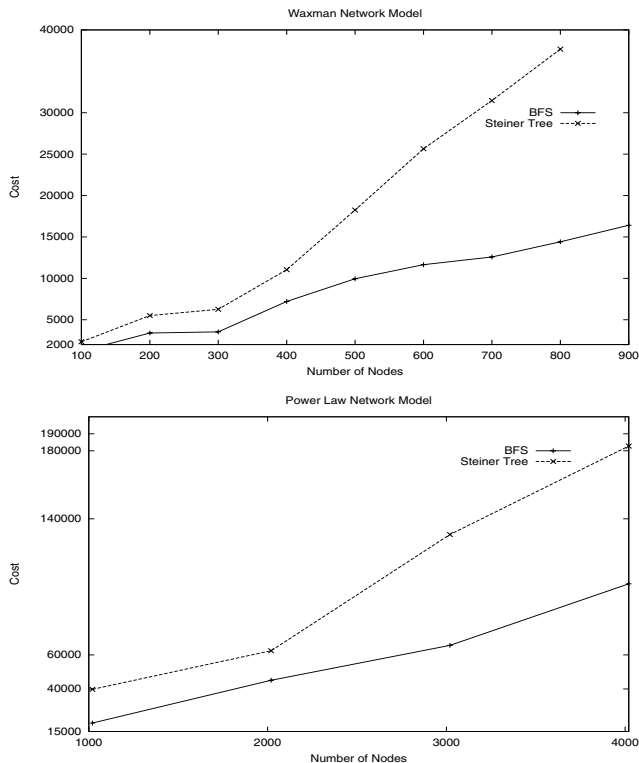 Waxman Network Model
40000
30000
25000
20000
15000
10000
5000
2000
Cost
BFS
Steiner Tree
100 200 300 400 500 600 700 800 900
Number of Nodes
Power Law Network Model
190000
180000
140000
60000
40000
15000
Cost
BFS
Steiner Tree
1000 2000 3000 4000
Number of Nodes